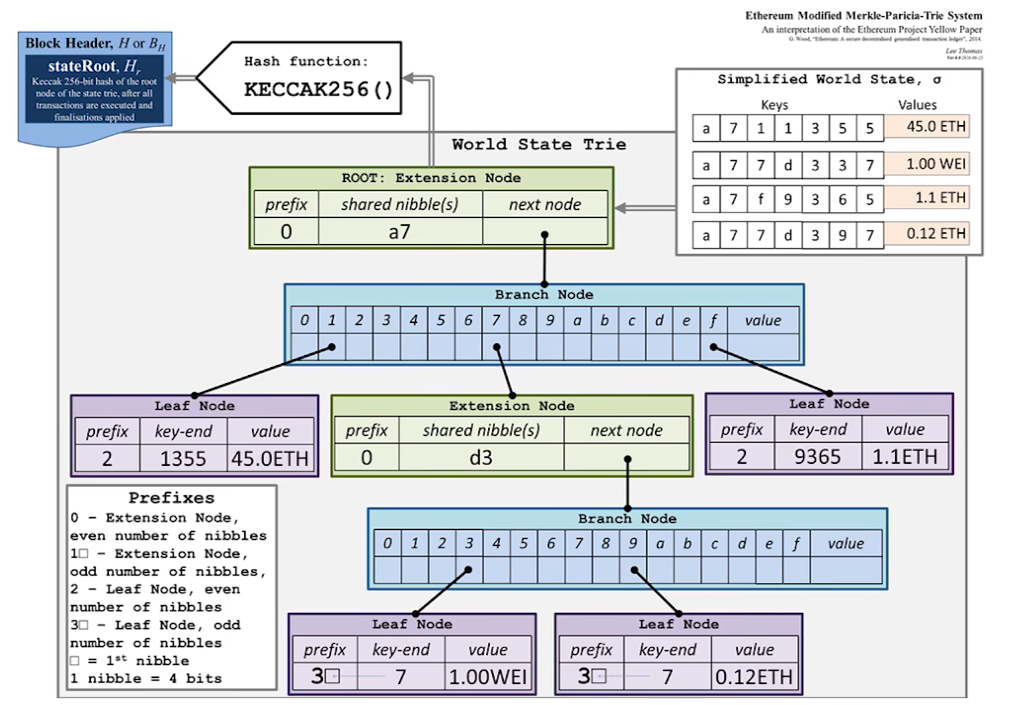 Ethereum Modified Merkle-Paricia-Trie System
An interpretation of the Ethereum Project Yellow Paper
G. Wood, "Ethereum: A secure decentralised generalised transaction ledger", 2014.
Lee Thomas
Block Header, H or B_H
stateRoot, H_r
Keccak 256-bit hash of the root
node of the state trie, after all
transactions are executed and
finalisations applied
Hash function:
KECCAK256()
Simplified World State, σ
Keys Values
a 7 1 1 3 5 5 45.0 ETH
a 7 7 d 3 3 7 1.00 WEI
a 7 f 9 3 6 5 1.1 ETH
a 7 7 d 3 9 7 0.12 ETH
World State Trie
ROOT: Extension Node
prefix shared nibble(s) next node
0 a7
Branch Node
0 1 2 3 4 5 6 7 8 9 a b c d e f value
Leaf Node
prefix key-end value
2 1355 45.0ETH
Extension Node
prefix shared nibble(s) next node
0 d3
Leaf Node
prefix key-end value
2 9365 1.1ETH
Prefixes
0 – Extension Node,
even number of nibbles
1□ – Extension Node,
odd number of nibbles,
2 – Leaf Node, even
number of nibbles
3□ – Leaf Node, odd
number of nibbles
□ = 1st nibble
1 nibble = 4 bits
Branch Node
0 1 2 3 4 5 6 7 8 9 a b c d e f value
Leaf Node
prefix key-end value
3□ 7 1.00WEI
Leaf Node
prefix key-end value
3□ 7 0.12ETH